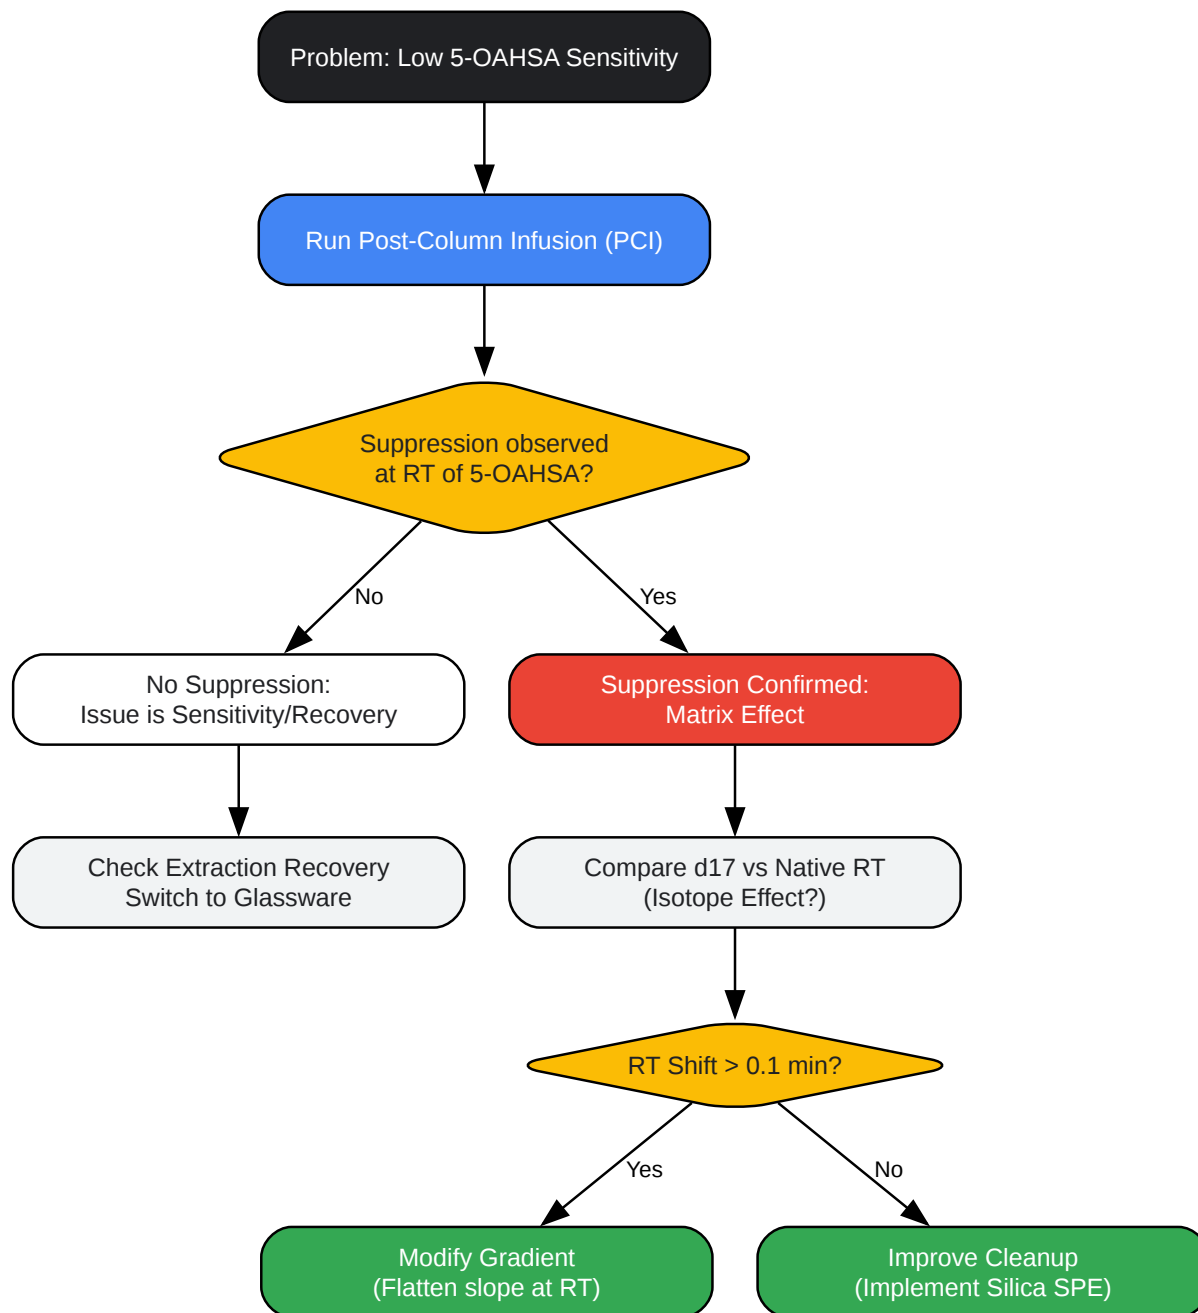 Problem: Low 5-OAHSA Sensitivity
Run Post-Column Infusion (PCI)
Suppression observed
at RT of 5-OAHSA?
No
Yes
No Suppression:
Issue is Sensitivity/Recovery
Suppression Confirmed:
Matrix Effect
Check Extraction Recovery
Switch to Glassware
Compare d17 vs Native RT
(Isotope Effect?)
RT Shift > 0.1 min?
Yes
No
Modify Gradient
(Flatten slope at RT)
Improve Cleanup
(Implement Silica SPE)